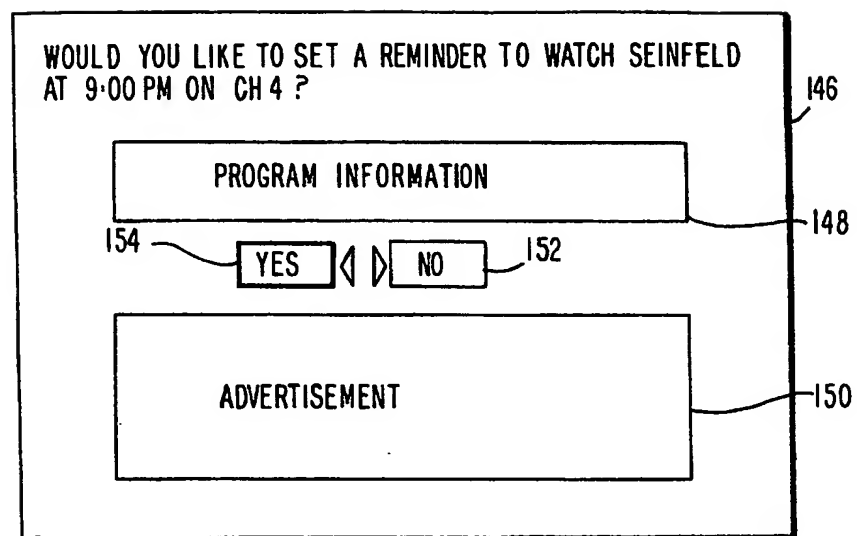 WOULD YOU LIKE TO SET A REMINDER TO WATCH SEINFELD
AT 9:00 PM ON CH 4 ?
146
PROGRAM INFORMATION
148
154
YES
NO
152
ADVERTISEMENT
150